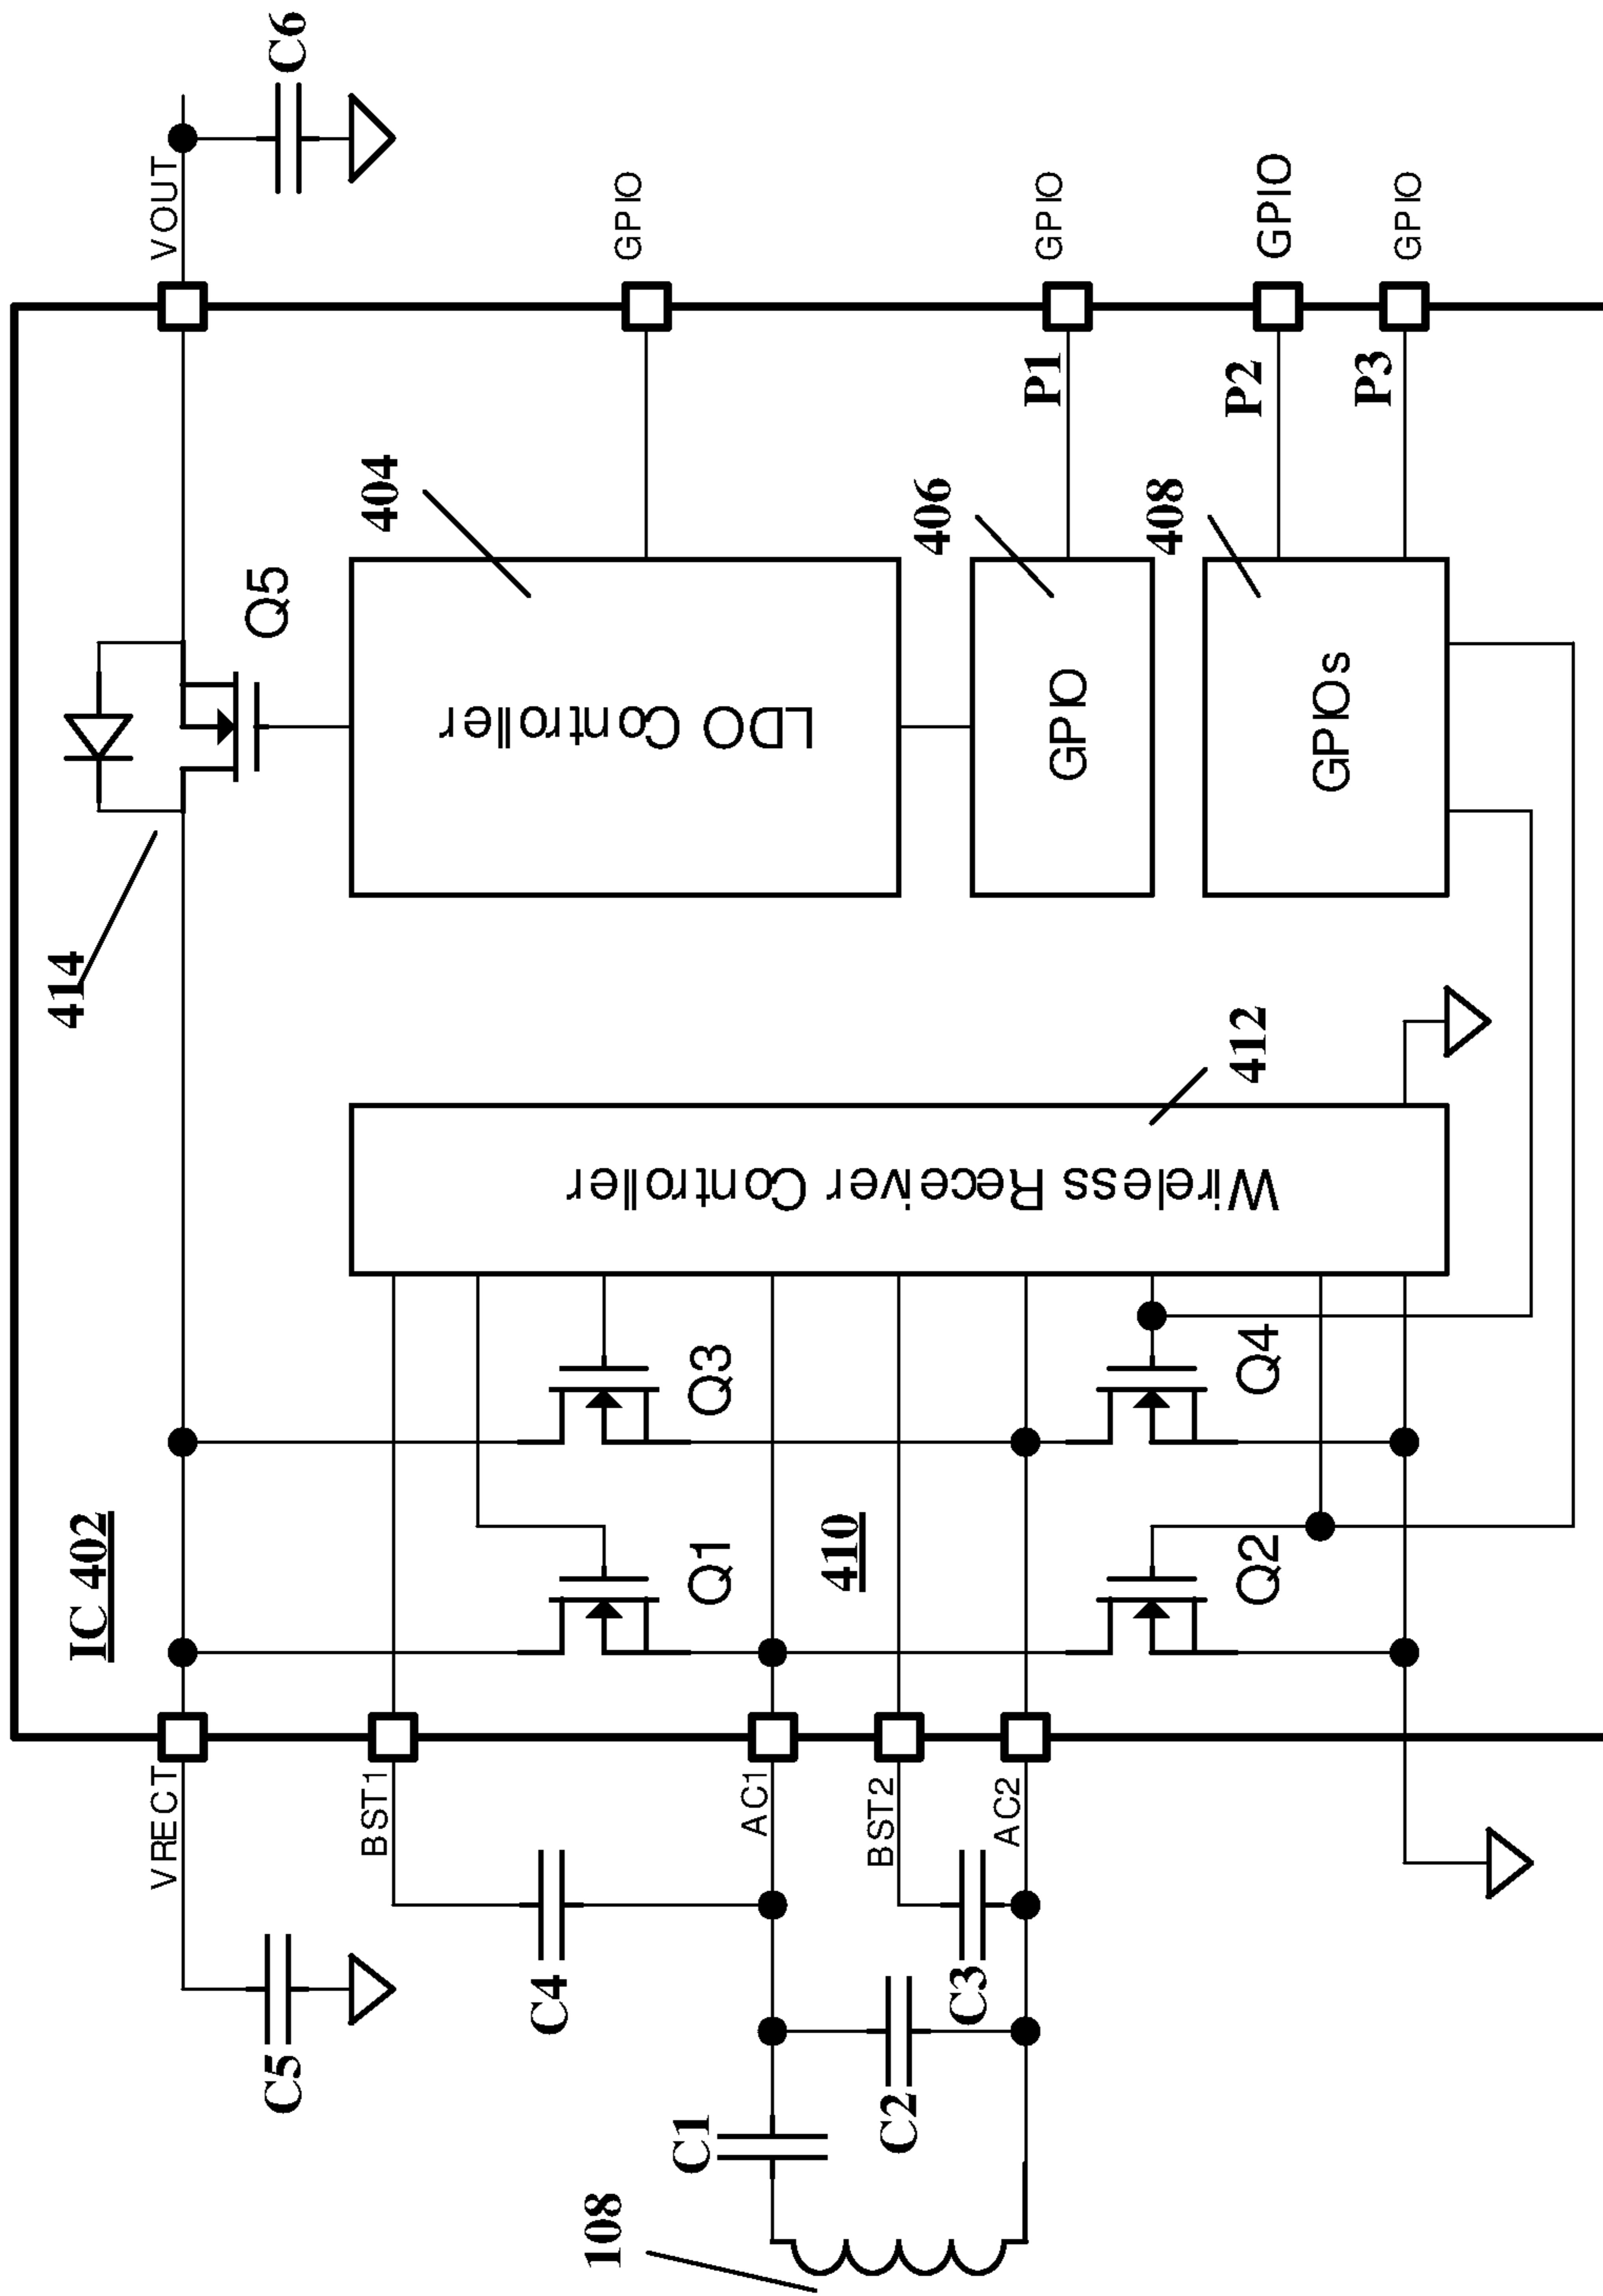 IC 402
414
VRECT
VOUT
C5
C6
Q5
BST1
404
C4
LDO Controller
GPIO
Q1
Q3
Wireless Receiver Controller
108
C1
AC1
410
406
GPIO
P1
GPIO
BST2
C2
C3
AC2
412
408
Q2
Q4
GPIOs
P2
GPIO
P3
GPIO